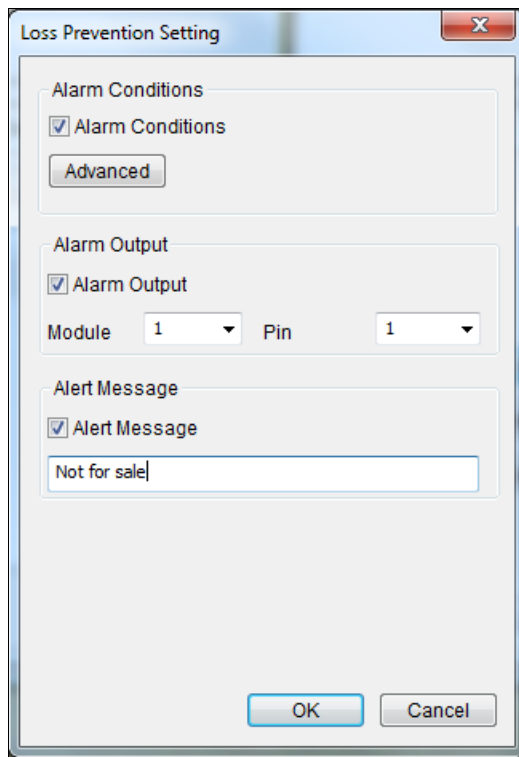 Loss Prevention Setting
Alarm Conditions
Alarm Conditions
Advanced
Alarm Output
Alarm Output
Module 1 Pin 1
Alert Message
Alert Message
Not for sale
OK Cancel